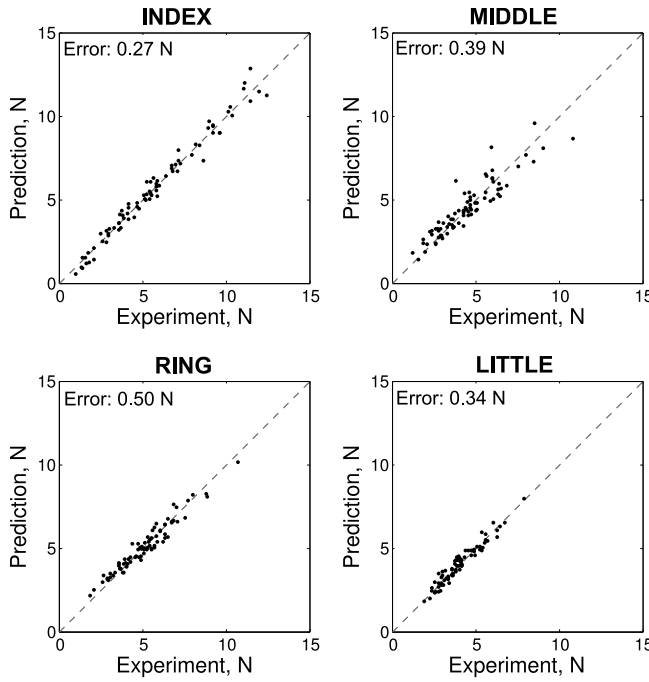 INDEX
MIDDLE
15
Error: 0.27 N
10
5
0
Prediction, N
0 5 10 15
Experiment, N
15
Error: 0.39 N
10
5
0
Prediction, N
0 5 10 15
Experiment, N
RING
LITTLE
15
Error: 0.50 N
10
5
0
Prediction, N
0 5 10 15
Experiment, N
15
Error: 0.34 N
10
5
0
Prediction, N
0 5 10 15
Experiment, N